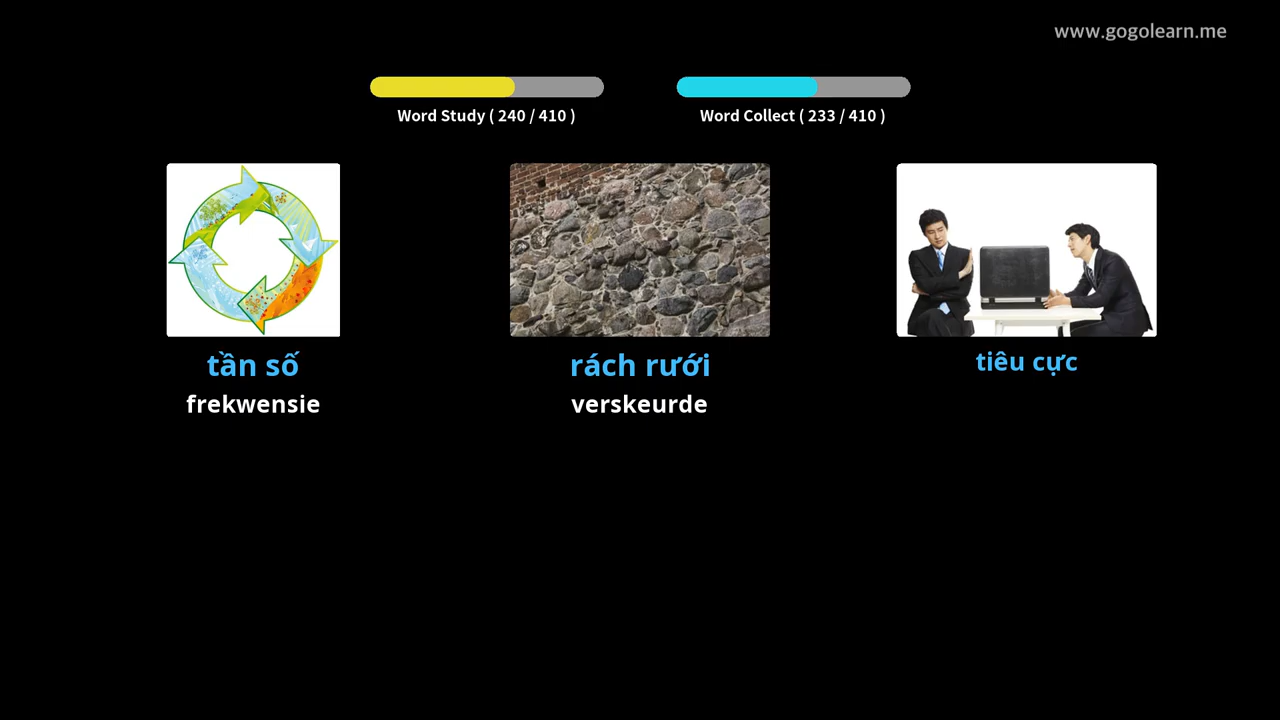 www.gogolearn.me
Word Study ( 240 / 410 )
Word Collect ( 233 / 410 )
tần số
frekwensie
rách rưới
verskeurde
tiêu cực